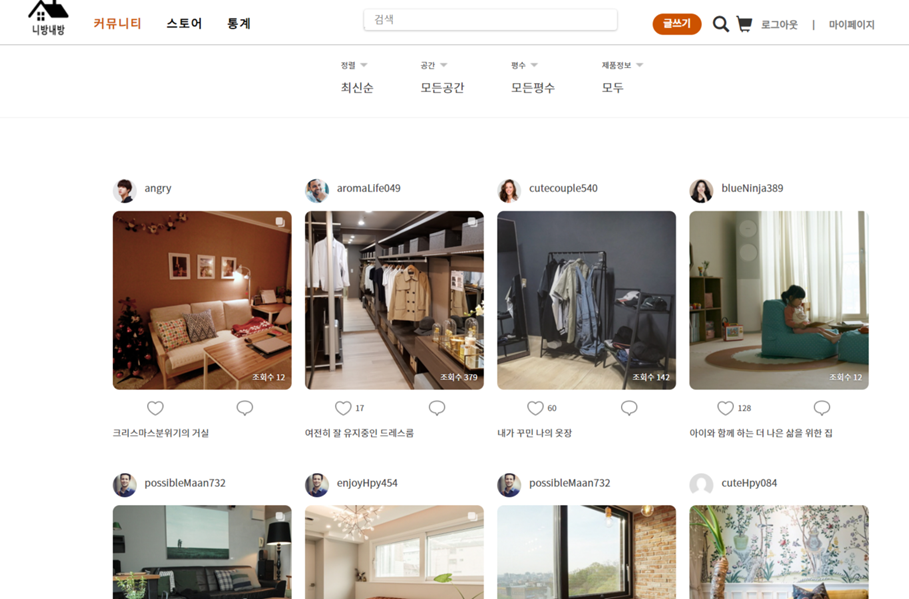 니방내방
커뮤니티 스토어 통계
검색
글쓰기 로그아웃 | 마이페이지
정렬 공간 평수 제품정보
최신순 모든공간 모든평수 모두
angry aromaLife049 cutecouple540 blueNinja389
조회수 12 조회수 379 조회수 142 조회수 12
17 60 128
크리스마스분위기의 거실 여전히 잘 유지중인 드레스룸 내가 꾸민 나의 옷장 아이와 함께 하는 더 나은 삶을 위한 집
possibleMaan732 enjoyHpy454 possibleMaan732 cuteHpy084